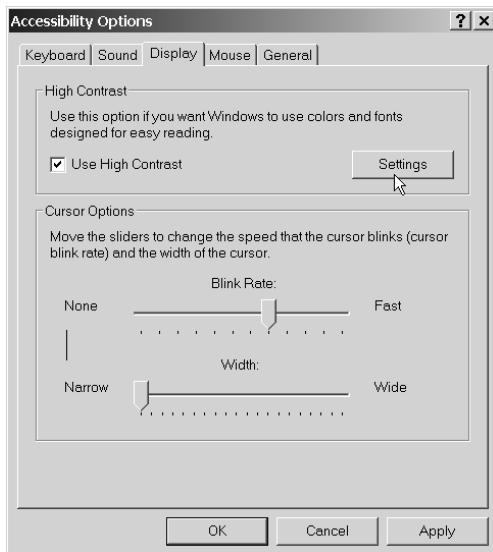 Accessibility Options
Keyboard Sound Display Mouse General
High Contrast
Use this option if you want Windows to use colors and fonts
designed for easy reading.
Use High Contrast
Settings
Cursor Options
Move the sliders to change the speed that the cursor blinks (cursor
blink rate) and the width of the cursor.
Blink Rate:
None
Fast
Width:
Narrow
Wide
OK
Cancel
Apply